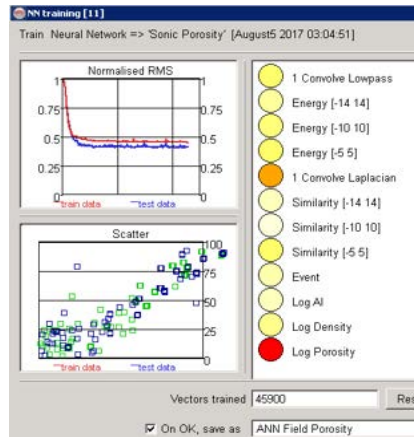 NN training [11]
Train Neural Network => 'Sonic Porosity' [August5 2017 03:04:51]
Normalised RMS
1 1
0.75 0.75
0.5 0.5
0.25 0.25
0 0
train data test data
Scatter
100
75
50
25
0
train data test data
1 Convolve Lowpass
Energy [-14 14]
Energy [-10 10]
Energy [-5 5]
1 Convolve Laplacian
Similarity [-14 14]
Similarity [-10 10]
Similarity [-5 5]
Event
Log AI
Log Density
Log Porosity
Vectors trained 45900 Res
On OK, save as ANN Field Porosity